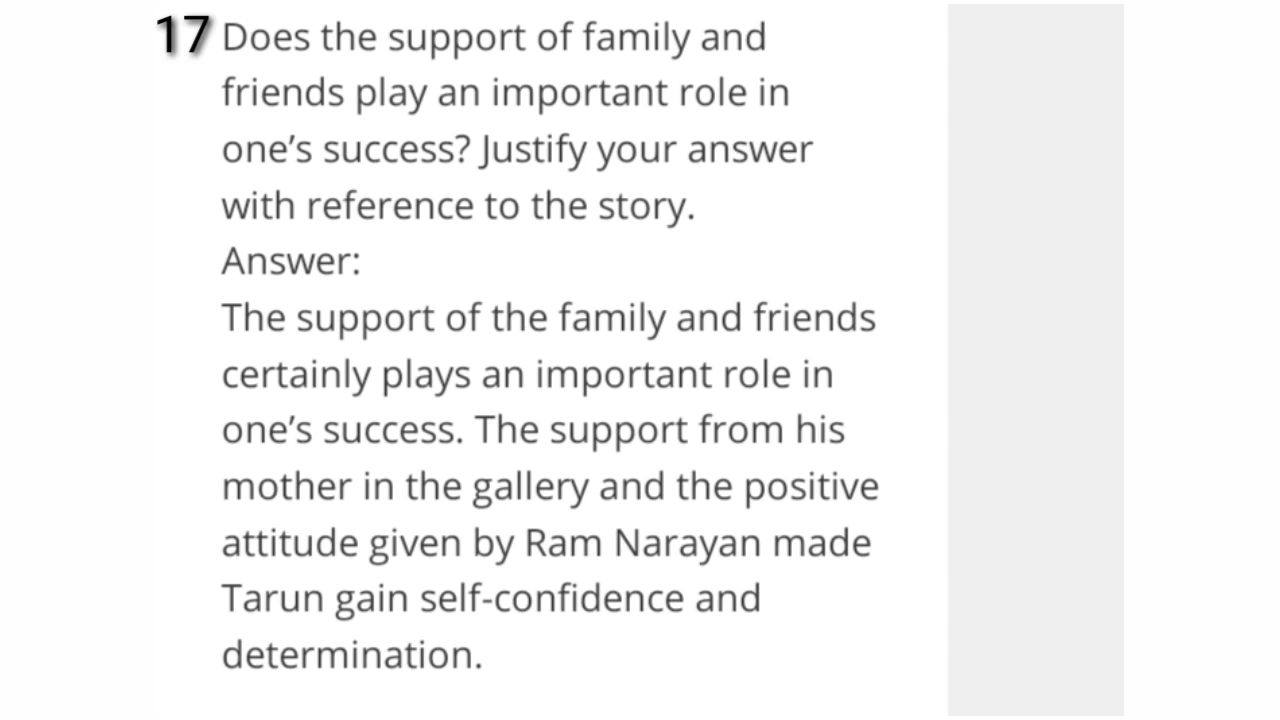 17 Does the support of family and
friends play an important role in
one’s success? Justify your answer
with reference to the story.
Answer:
The support of the family and friends
certainly plays an important role in
one’s success. The support from his
mother in the gallery and the positive
attitude given by Ram Narayan made
Tarun gain self-confidence and
determination.